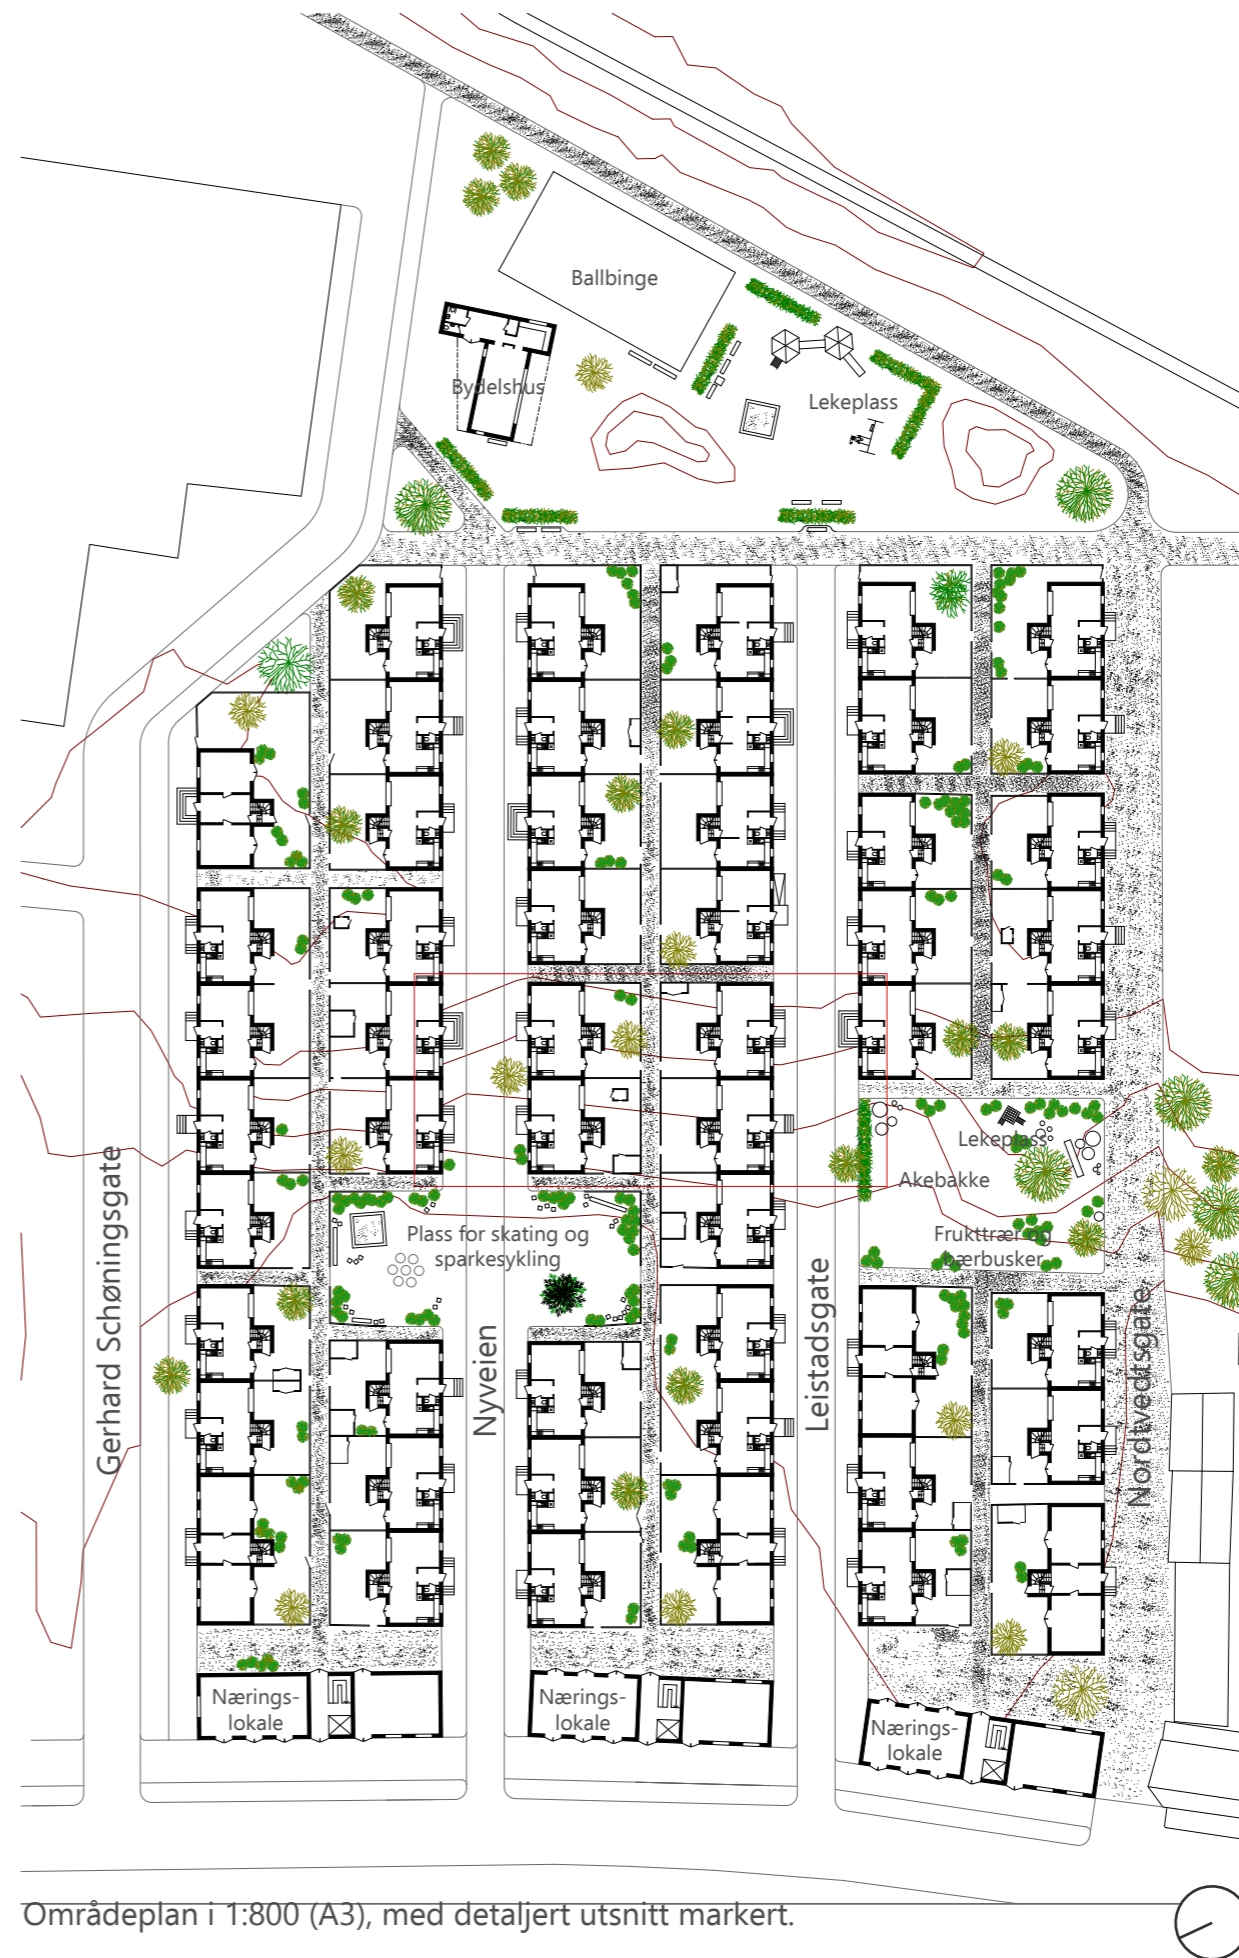 Ballbinge
Bydelshus
Lekeplass
Lekeplass
Akebakke
Frukttrær og
bærbusker
Plass for skating og
sparkesykling
Gerhard Schøningsgate
Nyveien
Leistadsgate
Nordtvedtsgate
Nærings-
lokale
Nærings-
lokale
Nærings-
lokale
Områdeplan i 1:800 (A3), med detaljert utsnitt markert.